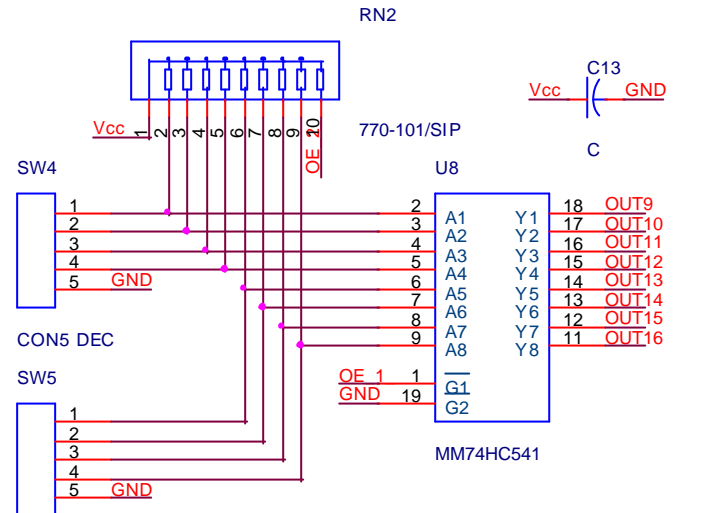 RN2
C13
Vcc
GND
Vcc
1
2
3
4
5
6
7
8
9
10
770-101/SIP
C
SW4
U8
1
2
3
4
5
GND
2
3
4
5
6
7
8
9
A1
A2
A3
A4
A5
A6
A7
A8
Y1
Y2
Y3
Y4
Y5
Y6
Y7
Y8
18
17
16
15
14
13
12
11
OUT9
OUT10
OUT11
OUT12
OUT13
OUT14
OUT15
OUT16
CON5 DEC
SW5
OE_1
GND
1
19
G1
G2
MM74HC541
1
2
3
4
5
GND